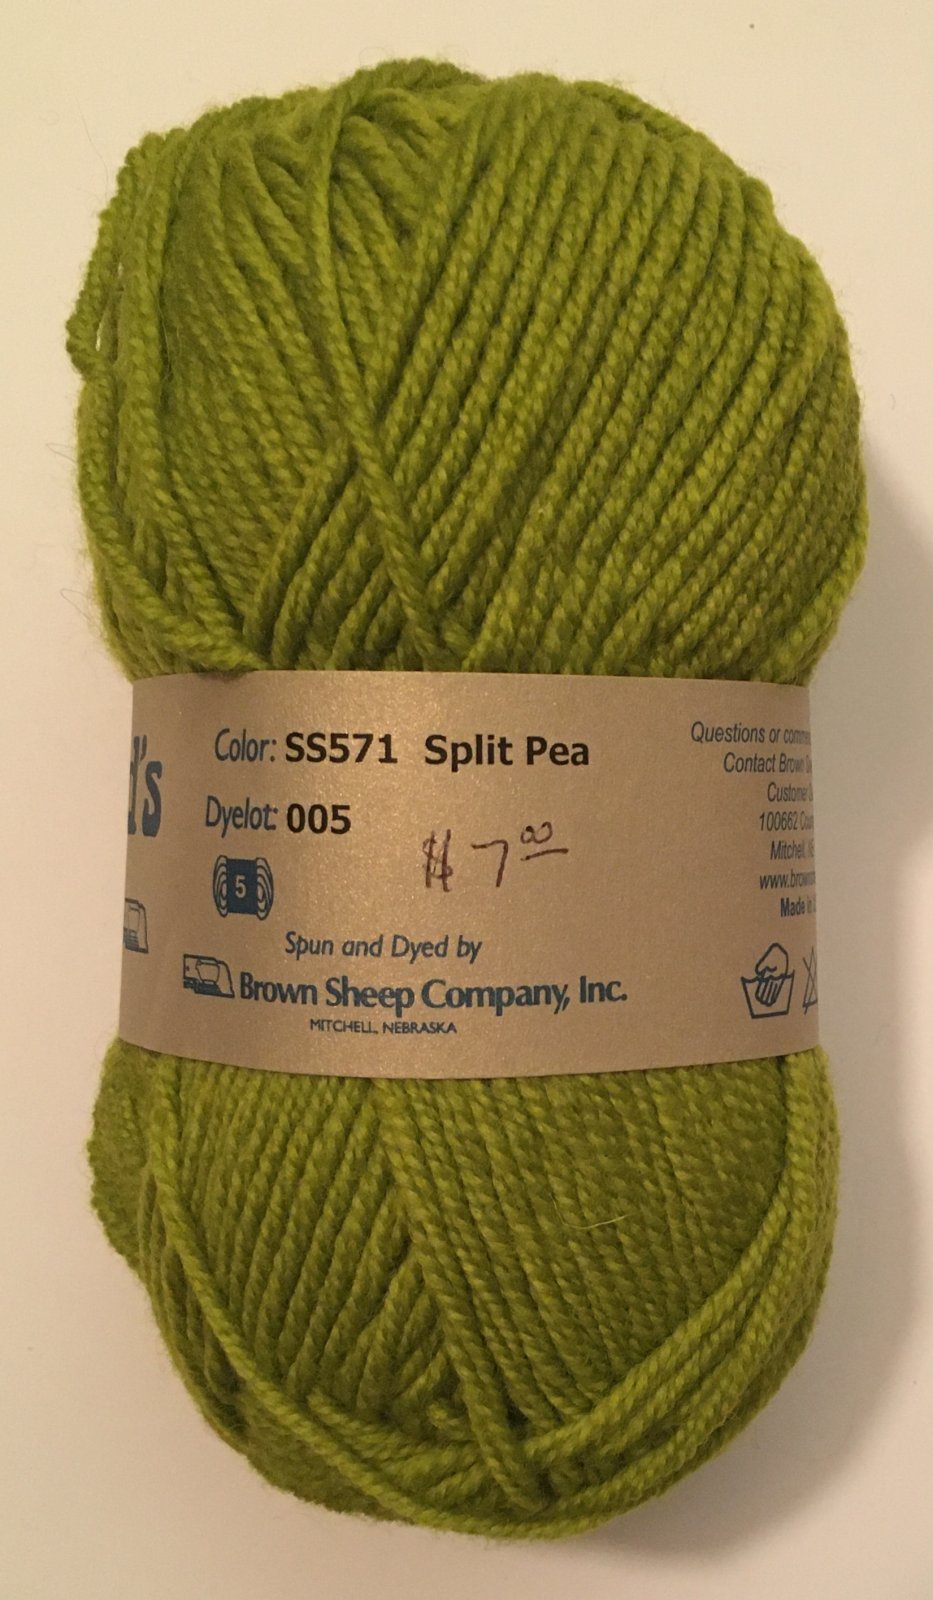 d's
Color: SS571 Split Pea
Dyelot: 005
$7.00
5
Spun and Dyed by
Brown Sheep Company, Inc.
MITCHELL, NEBRASKA
Questions or
Contact Brown
Customer
100662
Mitchell,
Made in